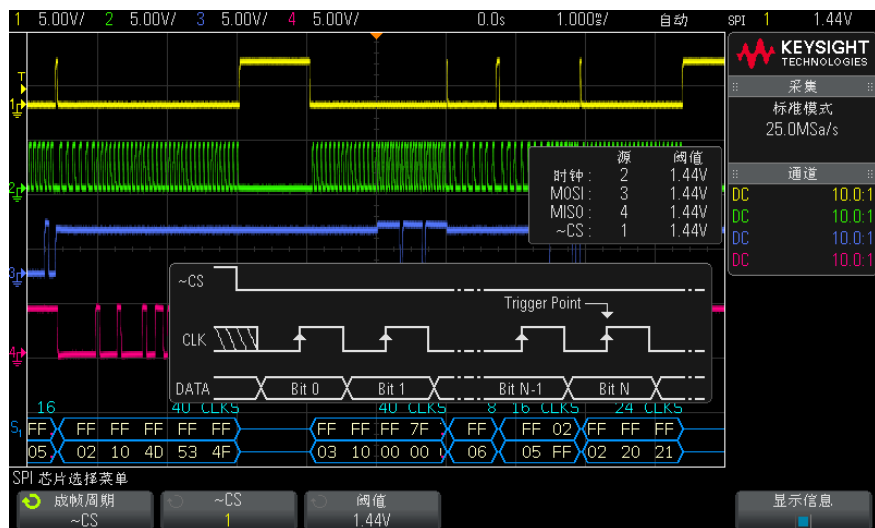 1 5.00V/ 2 5.00V/ 3 5.00V/ 4 5.00V/ 0.0s 1.000㎳/ 自动 SPI 1 1.44V
KEYSIGHT
TECHNOLOGIES
采集
标准模式
25.0MSa/s
通道
DC 10.0:1
DC 10.0:1
DC 10.0:1
DC 10.0:1
T
1
2
3
4
源 阈值
时钟: 2 1.44V
MOSI: 3 1.44V
MISO: 4 1.44V
~CS: 1 1.44V
~CS
Trigger Point
CLK
DATA Bit 0 Bit 1 Bit N-1 Bit N
16 40 CLKS 40 CLKS 8 16 CLKS 24 CLKS
S1 FF FF FF FF FF FF FF FF FF 7F FF FF 02 FF FF FF
05 02 10 4D 53 4F 03 10 00 00 06 05 FF 02 20 21
SPI 芯片选择菜单
成帧周期 ~CS 阈值 显示信息
~CS 1 1.44V